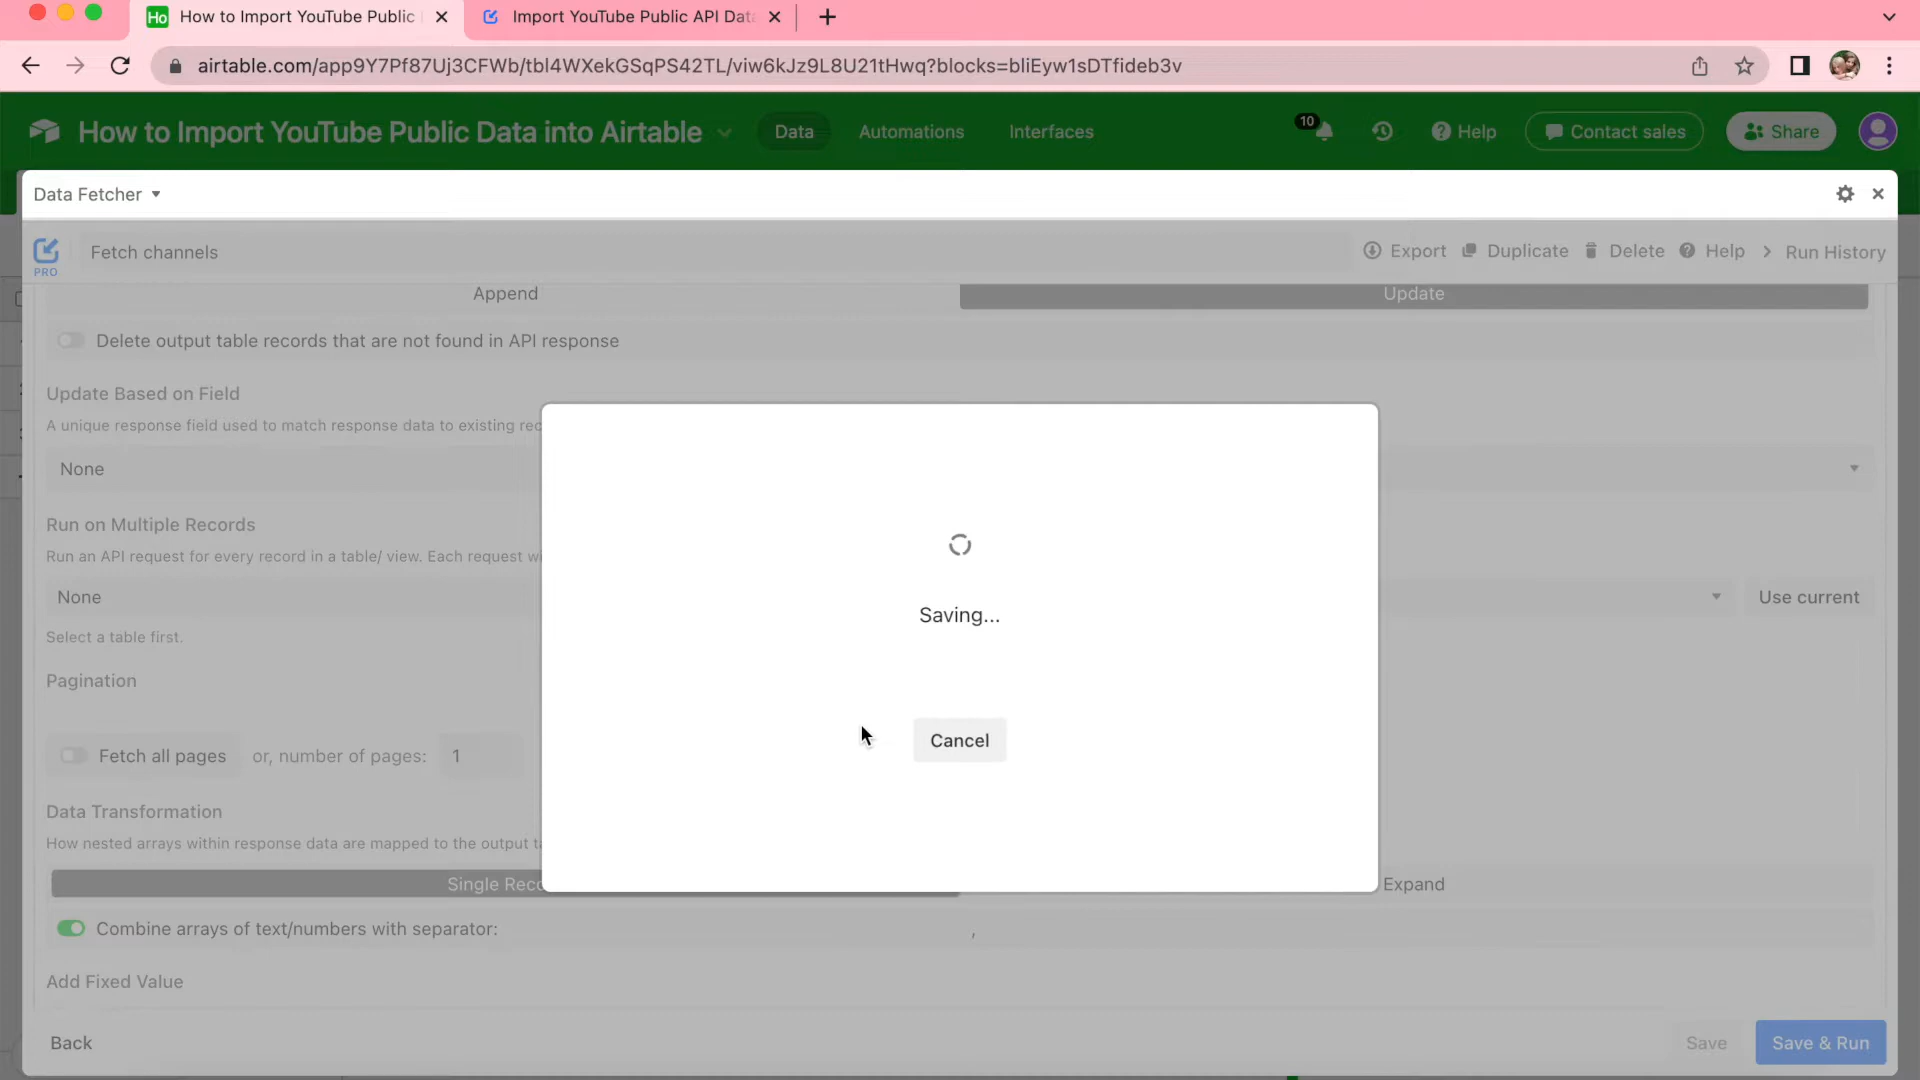 Ho How to Import YouTube Public
Import YouTube Public API Dat
airtable.com/app9Y7Pf87Uj3CFWb/tbl4WXekGSqPS42TL/viw6kJz9L8U21tHwq?blocks=bliEyw1sDTfideb3v
How to Import YouTube Public Data into Airtable Data Automations Interfaces 10 Help Contact sales Share
Data Fetcher
PRO Fetch channels Export Duplicate Delete Help Run History
Append Update
Delete output table records that are not found in API response
Update Based on Field
A unique response field used to match response data to existing rec
None
Run on Multiple Records
Run an API request for every record in a table/ view. Each request wi
None Use current
Select a table first.
Saving...
Pagination
Fetch all pages or, number of pages: 1
Cancel
Data Transformation
How nested arrays within response data are mapped to the output ta
Single Reco Expand
Combine arrays of text/numbers with separator: ,
Add Fixed Value
Back Save Save & Run